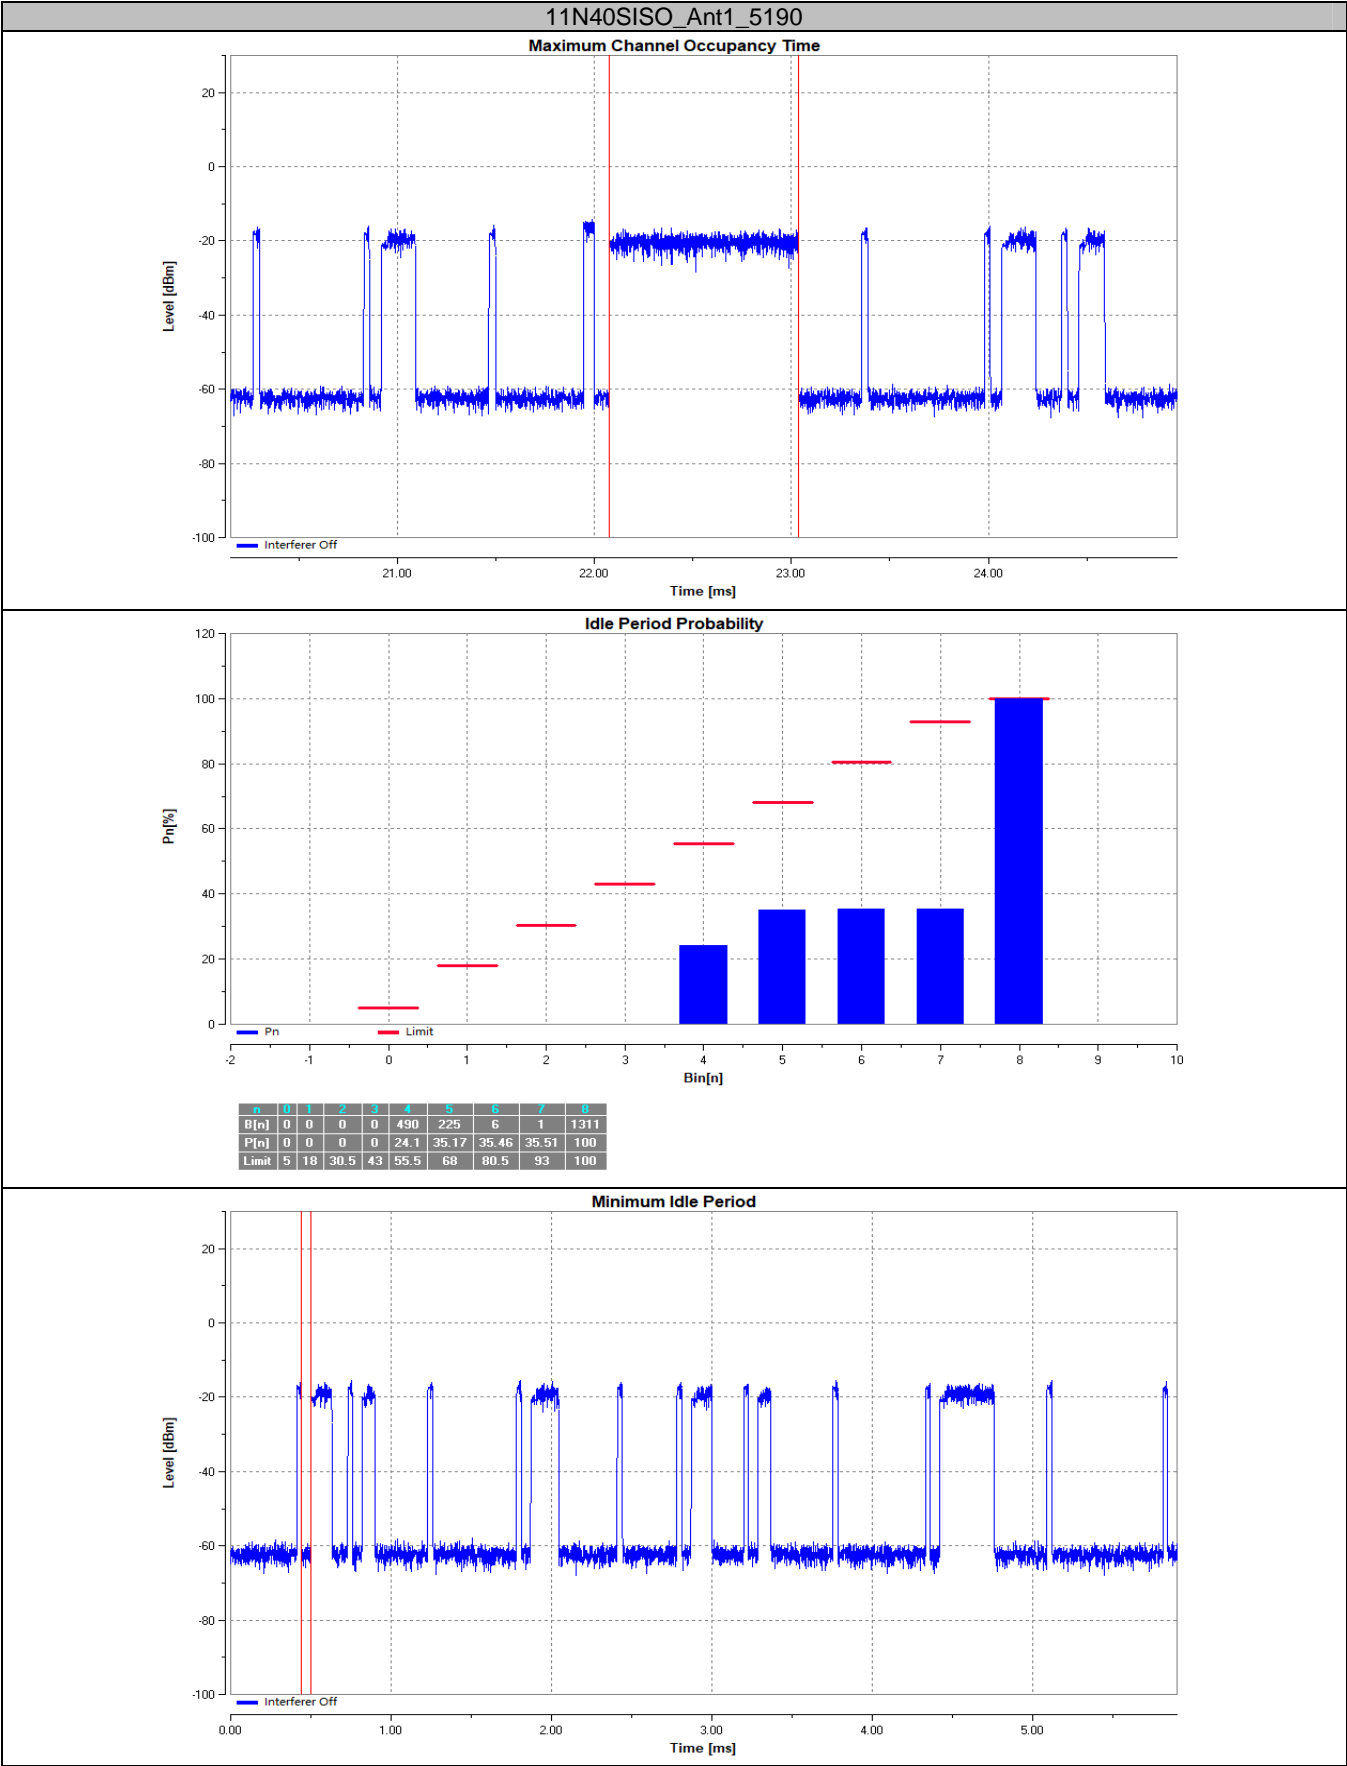 11N40SISO_Ant1_5190
Maximum Channel Occupancy Time
20
0
-20
-40
-60
-80
-100
Level [dBm]
Interferer Off
21.00 22.00 23.00 24.00
Time [ms]
Idle Period Probability
120
100
80
60
40
20
0
Pn[%]
Pn Limit
-2 -1 0 1 2 3 4 5 6 7 8 9 10
Bin[n]
n 0 1 2 3 4 5 6 7 8
B[n] 0 0 0 0 490 225 6 1 1311
P[n] 0 0 0 0 24.1 35.17 35.46 35.51 100
Limit 5 18 30.5 43 55.5 68 80.5 93 100
Minimum Idle Period
20
0
-20
-40
-60
-80
-100
Level [dBm]
Interferer Off
0.00 1.00 2.00 3.00 4.00 5.00
Time [ms]